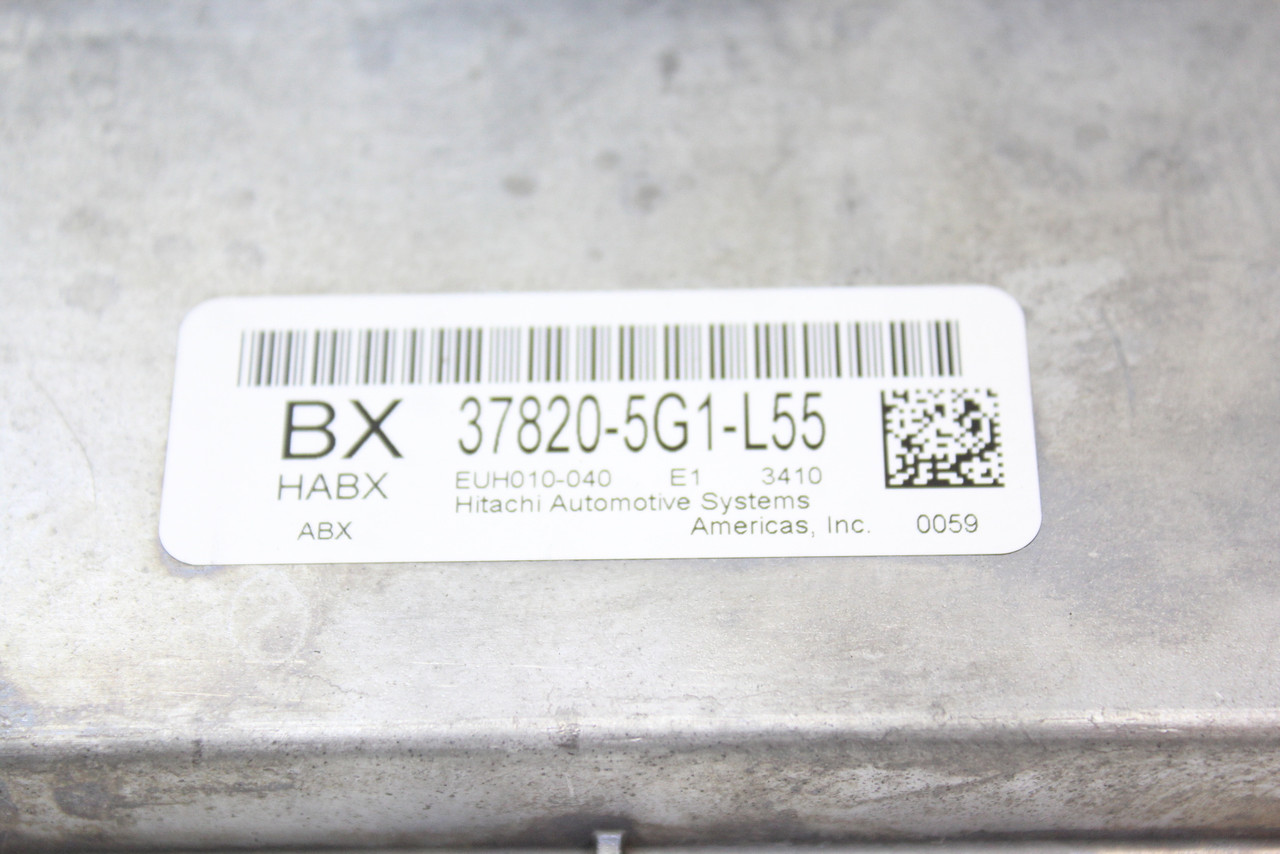 BX 37820-5G1-L55
HABX EUH010-040 E1 3410
Hitachi Automotive Systems
ABX Americas, Inc. 0059